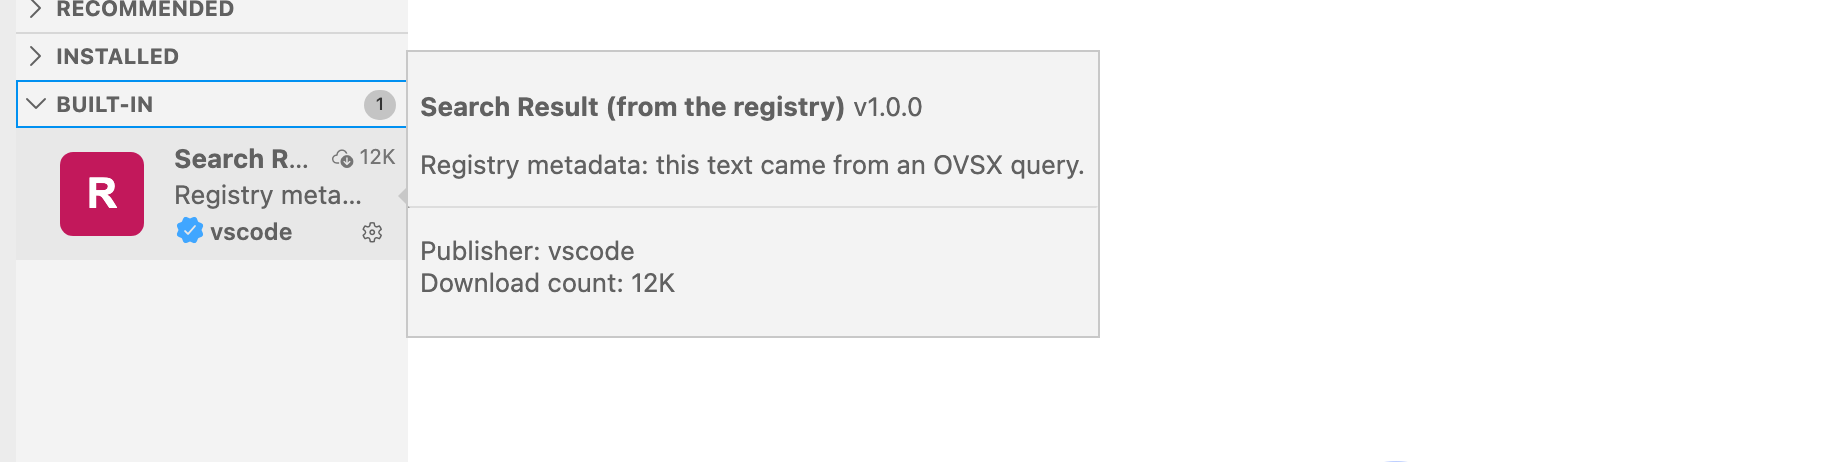 RECOMMENDED
INSTALLED
BUILT-IN 1
R
Search R... 12K
Registry meta...
vscode
Search Result (from the registry) v1.0.0
Registry metadata: this text came from an OVSX query.
Publisher: vscode
Download count: 12K